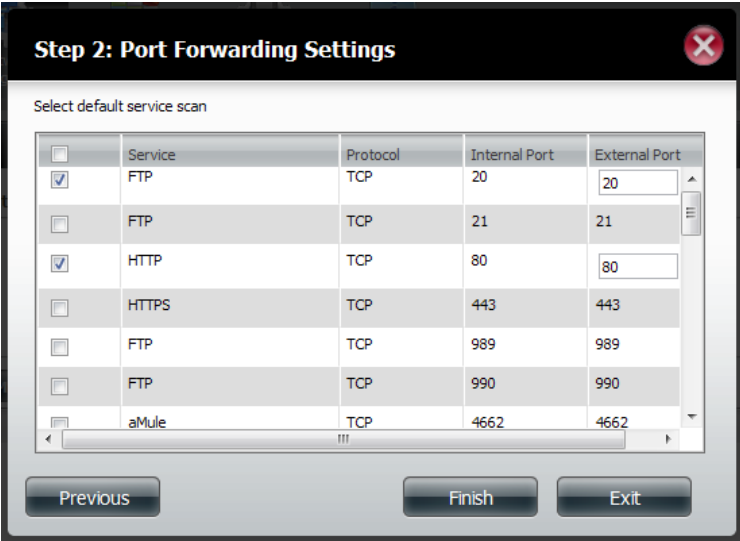 Step 2: Port Forwarding Settings
Select default service scan
Service Protocol Internal Port External Port
FTP TCP 20 20
FTP TCP 21 21
HTTP TCP 80 80
HTTPS TCP 443 443
FTP TCP 989 989
FTP TCP 990 990
aMule TCP 4662 4662
Previous Finish Exit